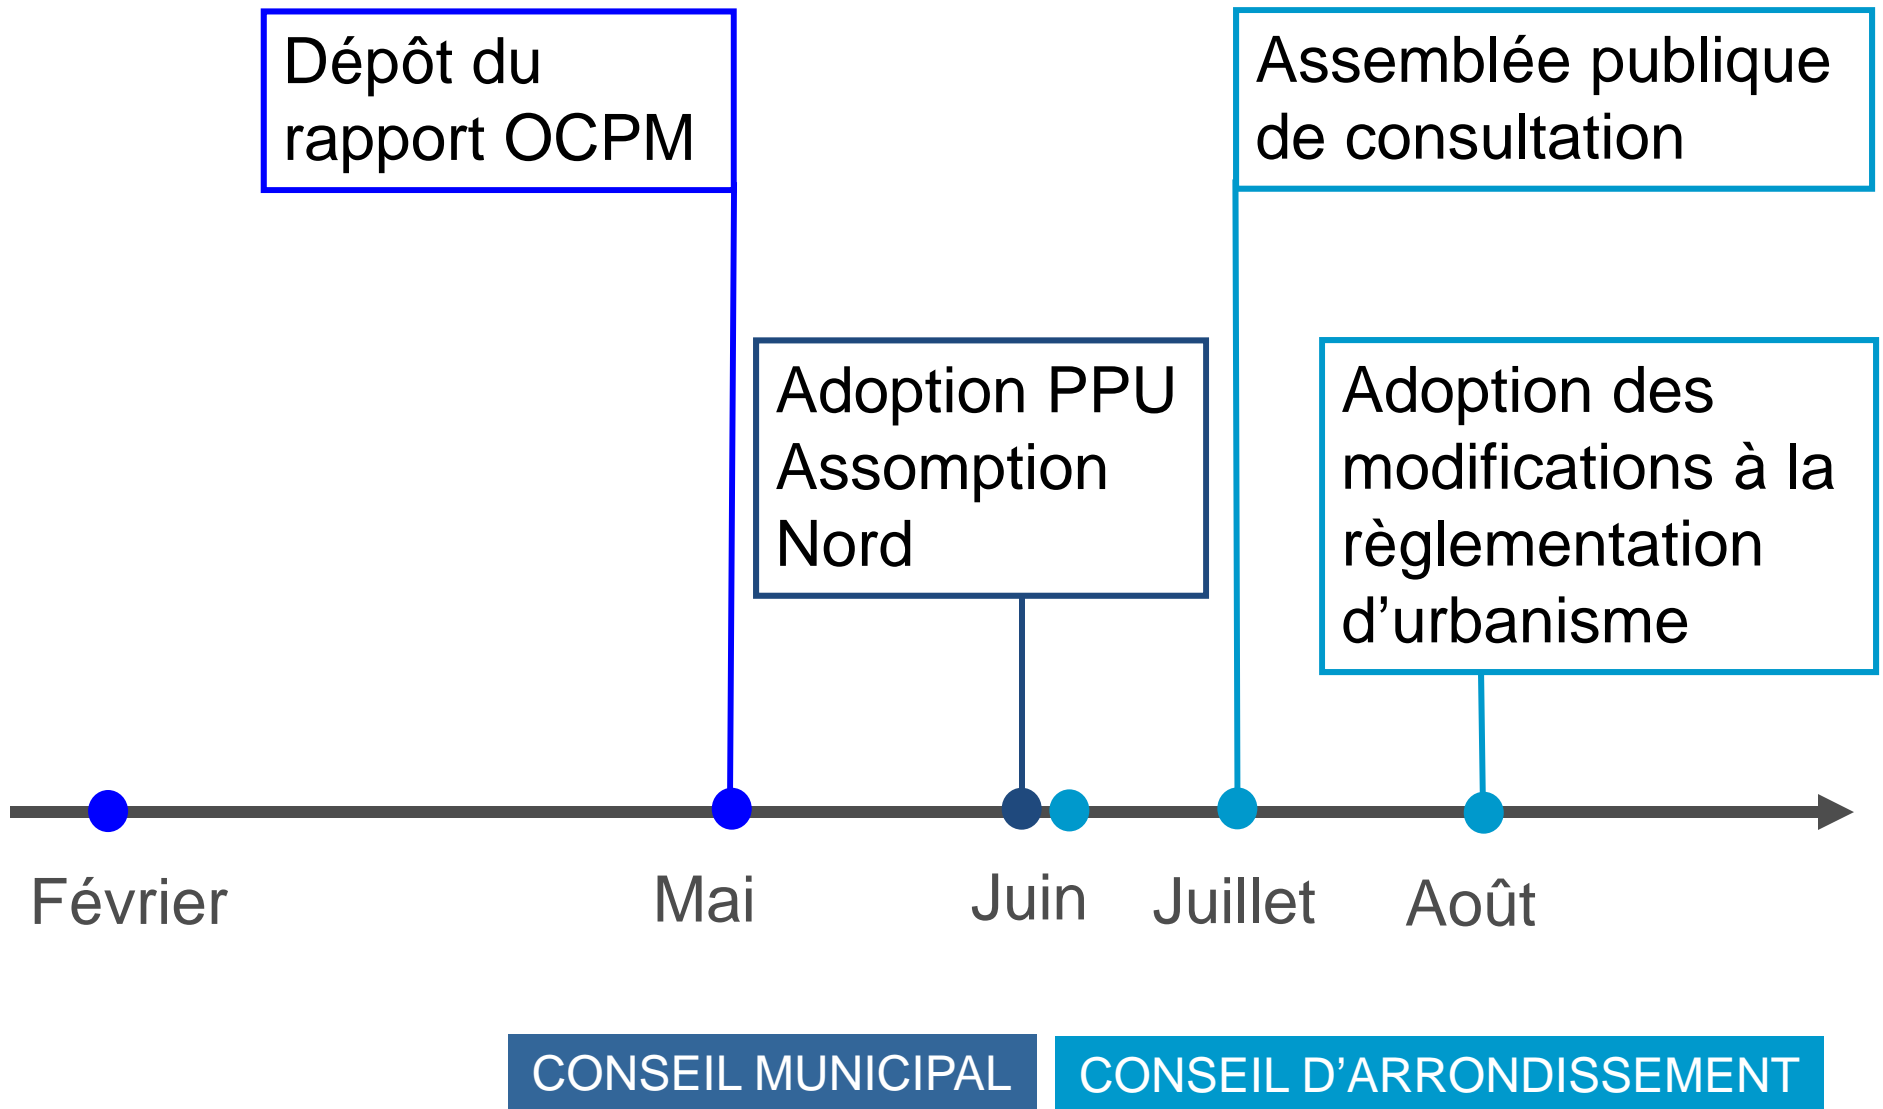 Dépôt du
rapport OCPM
Assemblée publique
de consultation
Adoption PPU
Assomption
Nord
Adoption des
modifications à la
règlementation
d’urbanisme
Février
Mai
Juin
Juillet
Août
CONSEIL MUNICIPAL
CONSEIL D’ARRONDISSEMENT